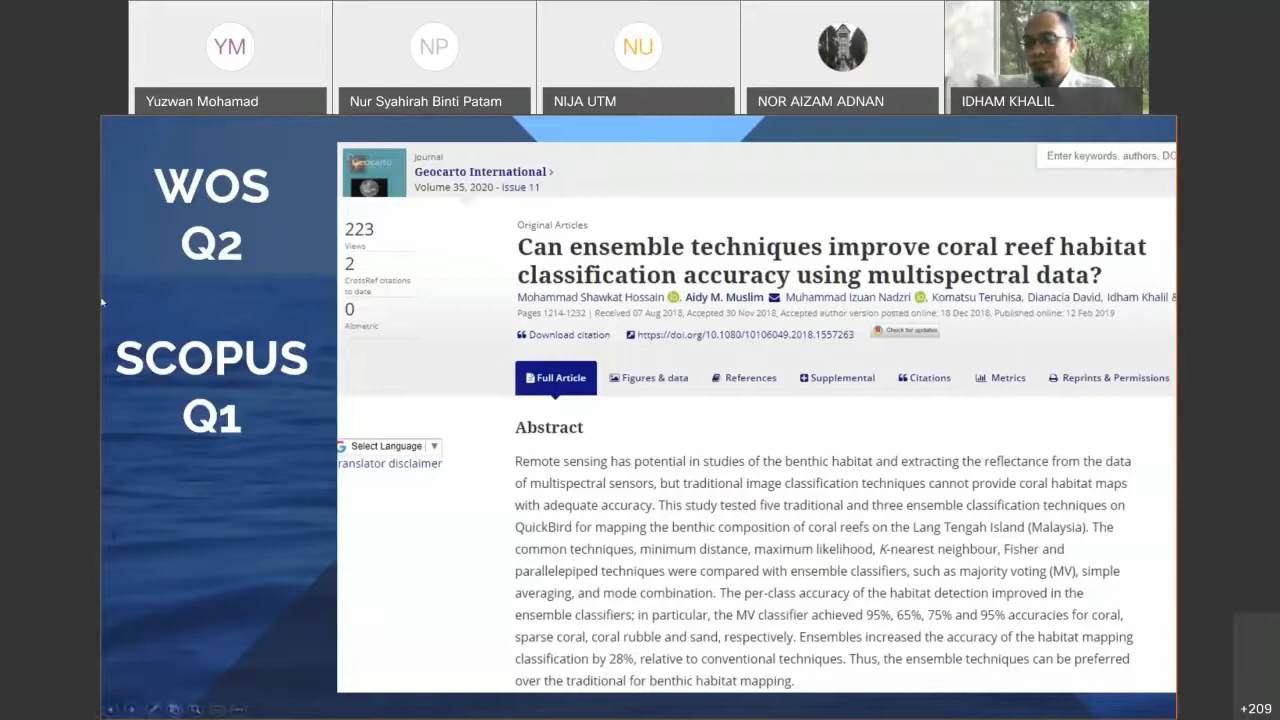 YM
NP
NU
Yuzwan Mohamad
Nur Syahirah Binti Patam
NIJA UTM
NOR AIZAM ADNAN
IDHAM KHALIL
WOS
Q2
SCOPUS
Q1
Geocarto
Journal
Geocarto International >
Volume 35, 2020 - Issue 11
Enter keywords, authors, DO
223
Views
2
CrossRef citations
to date
0
Altmetric
Original Articles
Can ensemble techniques improve coral reef habitat
classification accuracy using multispectral data?
Mohammad Shawkat Hossain iD, Aidy M. Muslim, Muhammad Izuan Nadzri iD, Komatsu Teruhisa, Dianacia David, Idham Khalil &
Pages 1214-1232 | Received 07 Aug 2018, Accepted 30 Nov 2018, Accepted author version posted online: 18 Dec 2018, Published online: 12 Feb 2019
Download citation https://doi.org/10.1080/10106049.2018.1557263 Check for updates
Full Article Figures & data References Supplemental Citations Metrics Reprints & Permissions
Select Language ▼
ranslator disclaimer
Abstract
Remote sensing has potential in studies of the benthic habitat and extracting the reflectance from the data
of multispectral sensors, but traditional image classification techniques cannot provide coral habitat maps
with adequate accuracy. This study tested five traditional and three ensemble classification techniques on
QuickBird for mapping the benthic composition of coral reefs on the Lang Tengah Island (Malaysia). The
common techniques, minimum distance, maximum likelihood, K-nearest neighbour, Fisher and
parallelepiped techniques were compared with ensemble classifiers, such as majority voting (MV), simple
averaging, and mode combination. The per-class accuracy of the habitat detection improved in the
ensemble classifiers; in particular, the MV classifier achieved 95%, 65%, 75% and 95% accuracies for coral,
sparse coral, coral rubble and sand, respectively. Ensembles increased the accuracy of the habitat mapping
classification by 28%, relative to conventional techniques. Thus, the ensemble techniques can be preferred
over the traditional for benthic habitat mapping.
+209